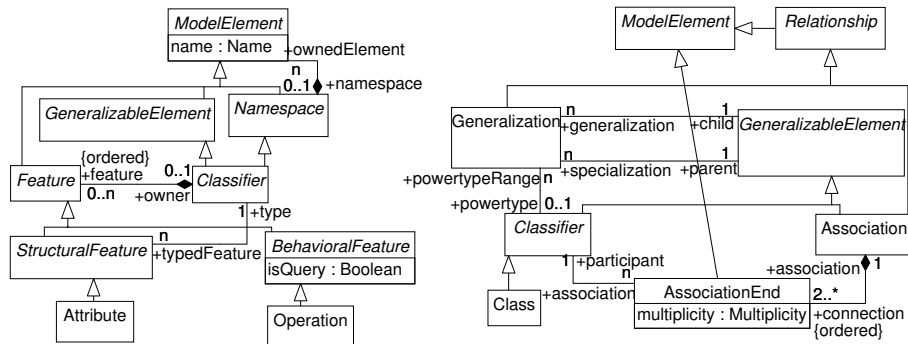 ModelElement
name : Name
+ownedElement
n
0..1
+namespace
GeneralizableElement
Namespace
{ordered}
+feature
0..1
Feature
0..n
+owner
Classifier
1
+type
n
+typedFeature
StructuralFeature
BehavioralFeature
isQuery : Boolean
Attribute
Operation
ModelElement
Relationship
Generalization
n
1
+generalization
+child
GeneralizableElement
n
1
+specialization
+parent
+powertypeRange
n
+powertype
0..1
Classifier
Association
1
+participant
n
+association
+association
1
Class
AssociationEnd
multiplicity : Multiplicity
2..*
+connection
{ordered}